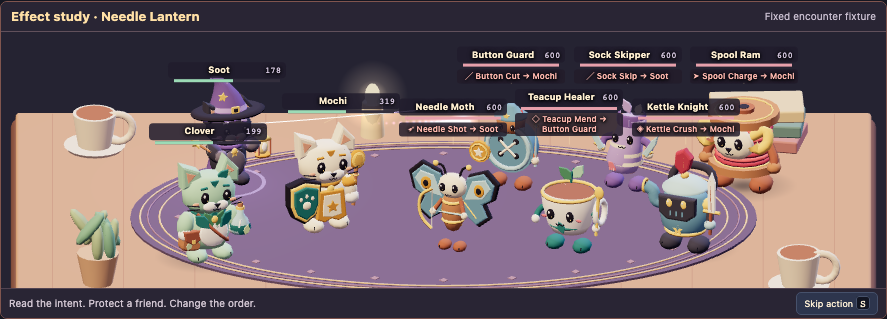 Effect study · Needle Lantern
Fixed encounter fixture
Button Guard 600
Button Cut → Mochi
Sock Skipper 600
Sock Skip → Soot
Spool Ram 600
Spool Charge → Mochi
Soot 178
Mochi 319
Needle Moth 600
Needle Shot → Soot
Teacup Healer 600
Teacup Mend →
Button Guard
Kettle Knight 600
Kettle Crush → Mochi
Clover 199
Read the intent. Protect a friend. Change the order.
Skip action S